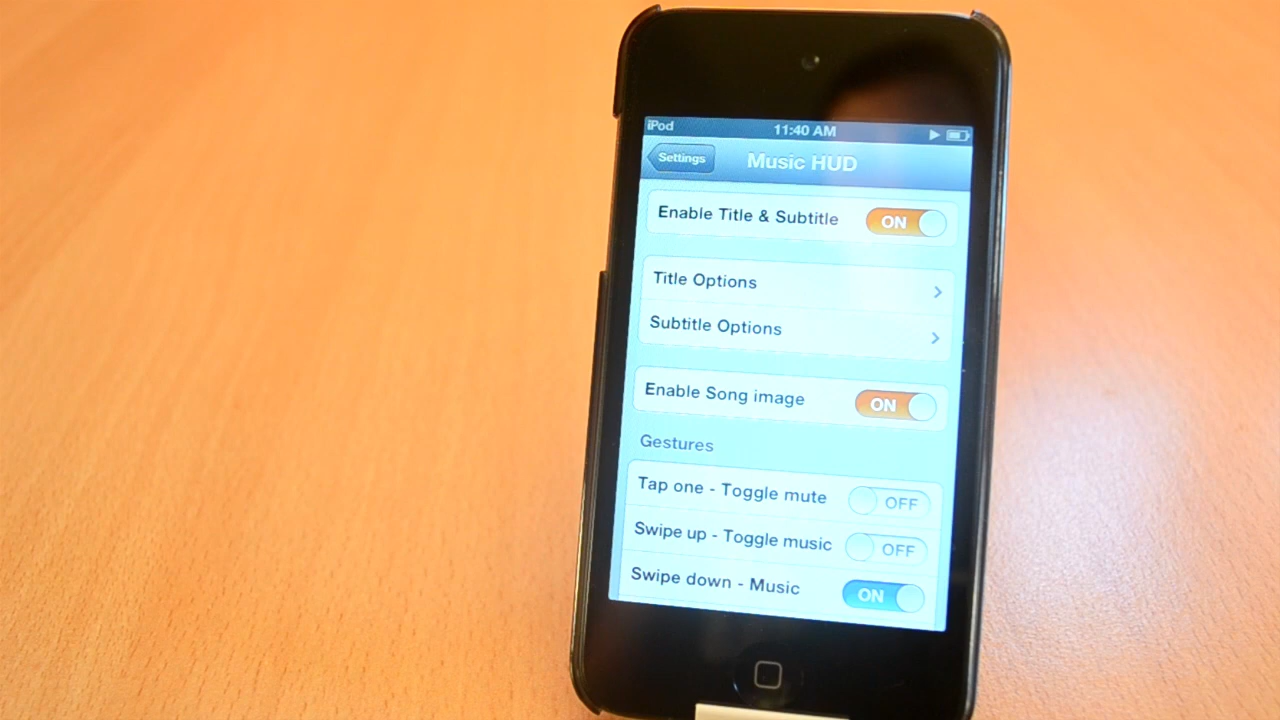 iPod 11:40 AM
Settings Music HUD
Enable Title & Subtitle ON
Title Options
Subtitle Options
Enable Song image ON
Gestures
Tap one - Toggle mute OFF
Swipe up - Toggle music OFF
Swipe down - Music ON